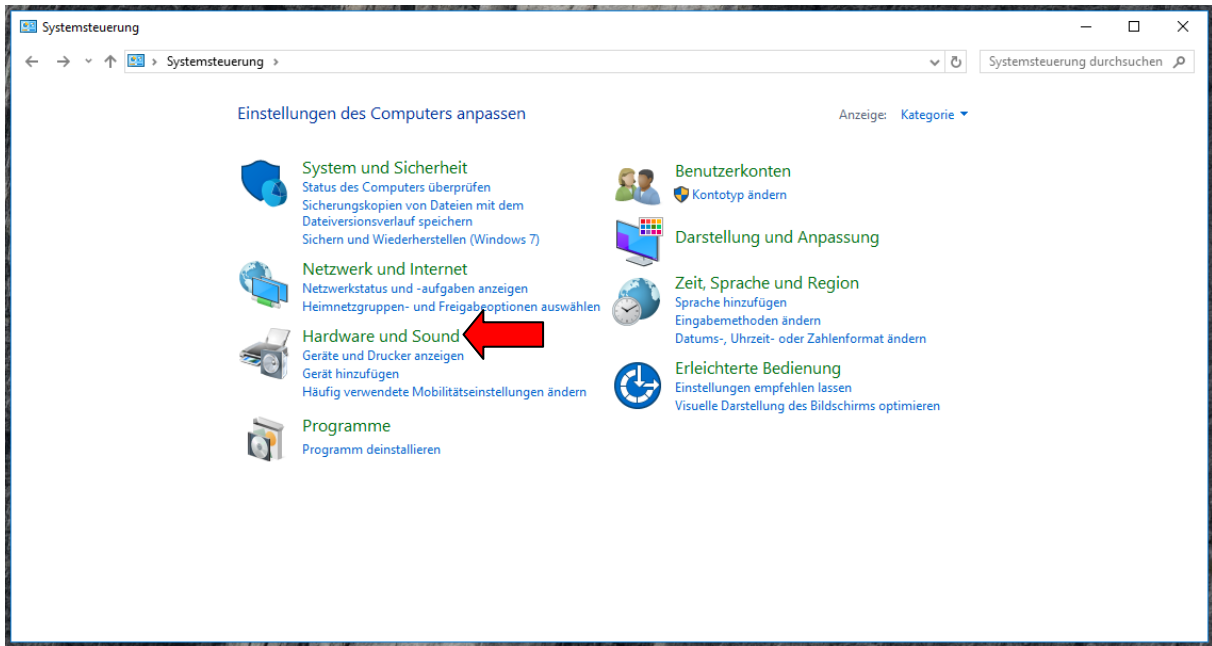 Systemsteuerung
Systemsteuerung
Systemsteuerung durchsuchen
Einstellungen des Computers anpassen
Anzeige: Kategorie
System und Sicherheit
Status des Computers überprüfen
Sicherungskopien von Dateien mit dem
Dateiversionsverlauf speichern
Sichern und Wiederherstellen (Windows 7)
Netzwerk und Internet
Netzwerkstatus und -aufgaben anzeigen
Heimnetzgruppen- und Freigabeoptionen auswählen
Hardware und Sound
Geräte und Drucker anzeigen
Gerät hinzufügen
Häufig verwendete Mobilitätseinstellungen ändern
Programme
Programm deinstallieren
Benutzerkonten
Kontotyp ändern
Darstellung und Anpassung
Zeit, Sprache und Region
Sprache hinzufügen
Eingabemethoden ändern
Datums-, Uhrzeit- oder Zahlenformat ändern
Erleichterte Bedienung
Einstellungen empfehlen lassen
Visuelle Darstellung des Bildschirms optimieren